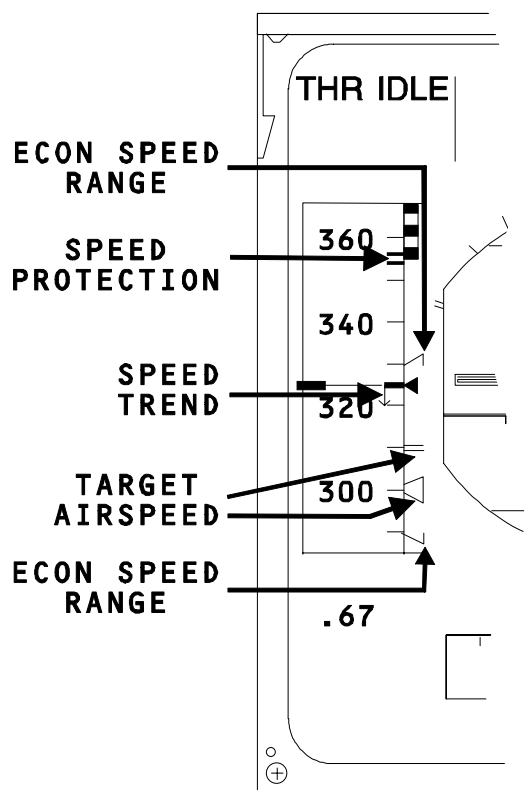 THR IDLE
ECON SPEED
RANGE
360
SPEED
PROTECTION
340
SPEED
TREND
320
TARGET
AIRSPEED
300
ECON SPEED
RANGE
.67